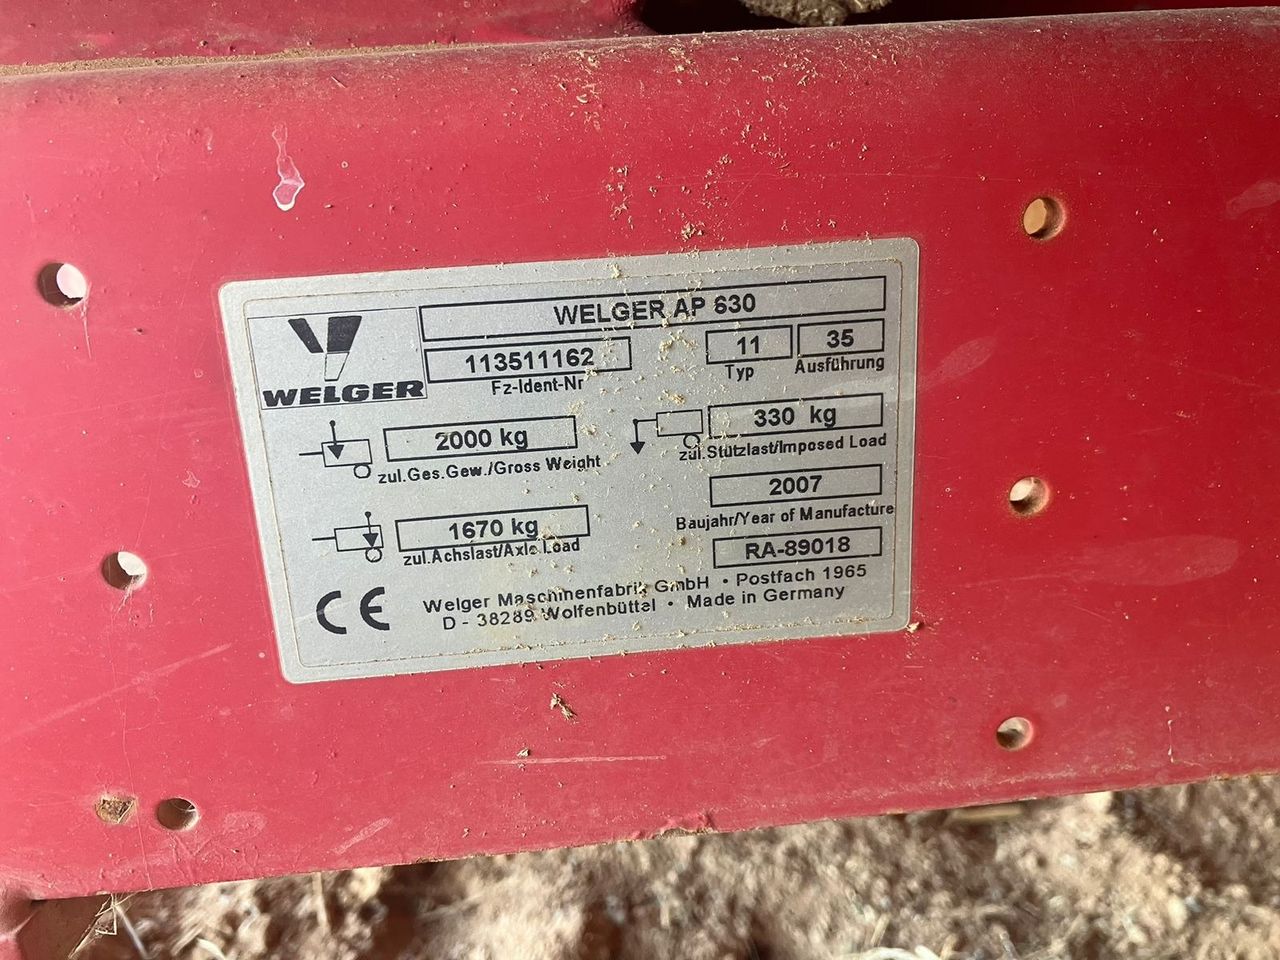 WELGER AP 630
WELGER
113511162
Fz-Ident-Nr
11
Typ
35
Ausführung
2000 kg
zul.Ges.Gew./Gross Weight
330 kg
zul.Stützlast/Imposed Load
2007
Baujahr/Year of Manufacture
1670 kg
zul.Achslast/Axle Load
RA-89018
CE
Welger Maschinenfabrik GmbH • Postfach 1965
D - 38289 Wolfenbüttel • Made in Germany